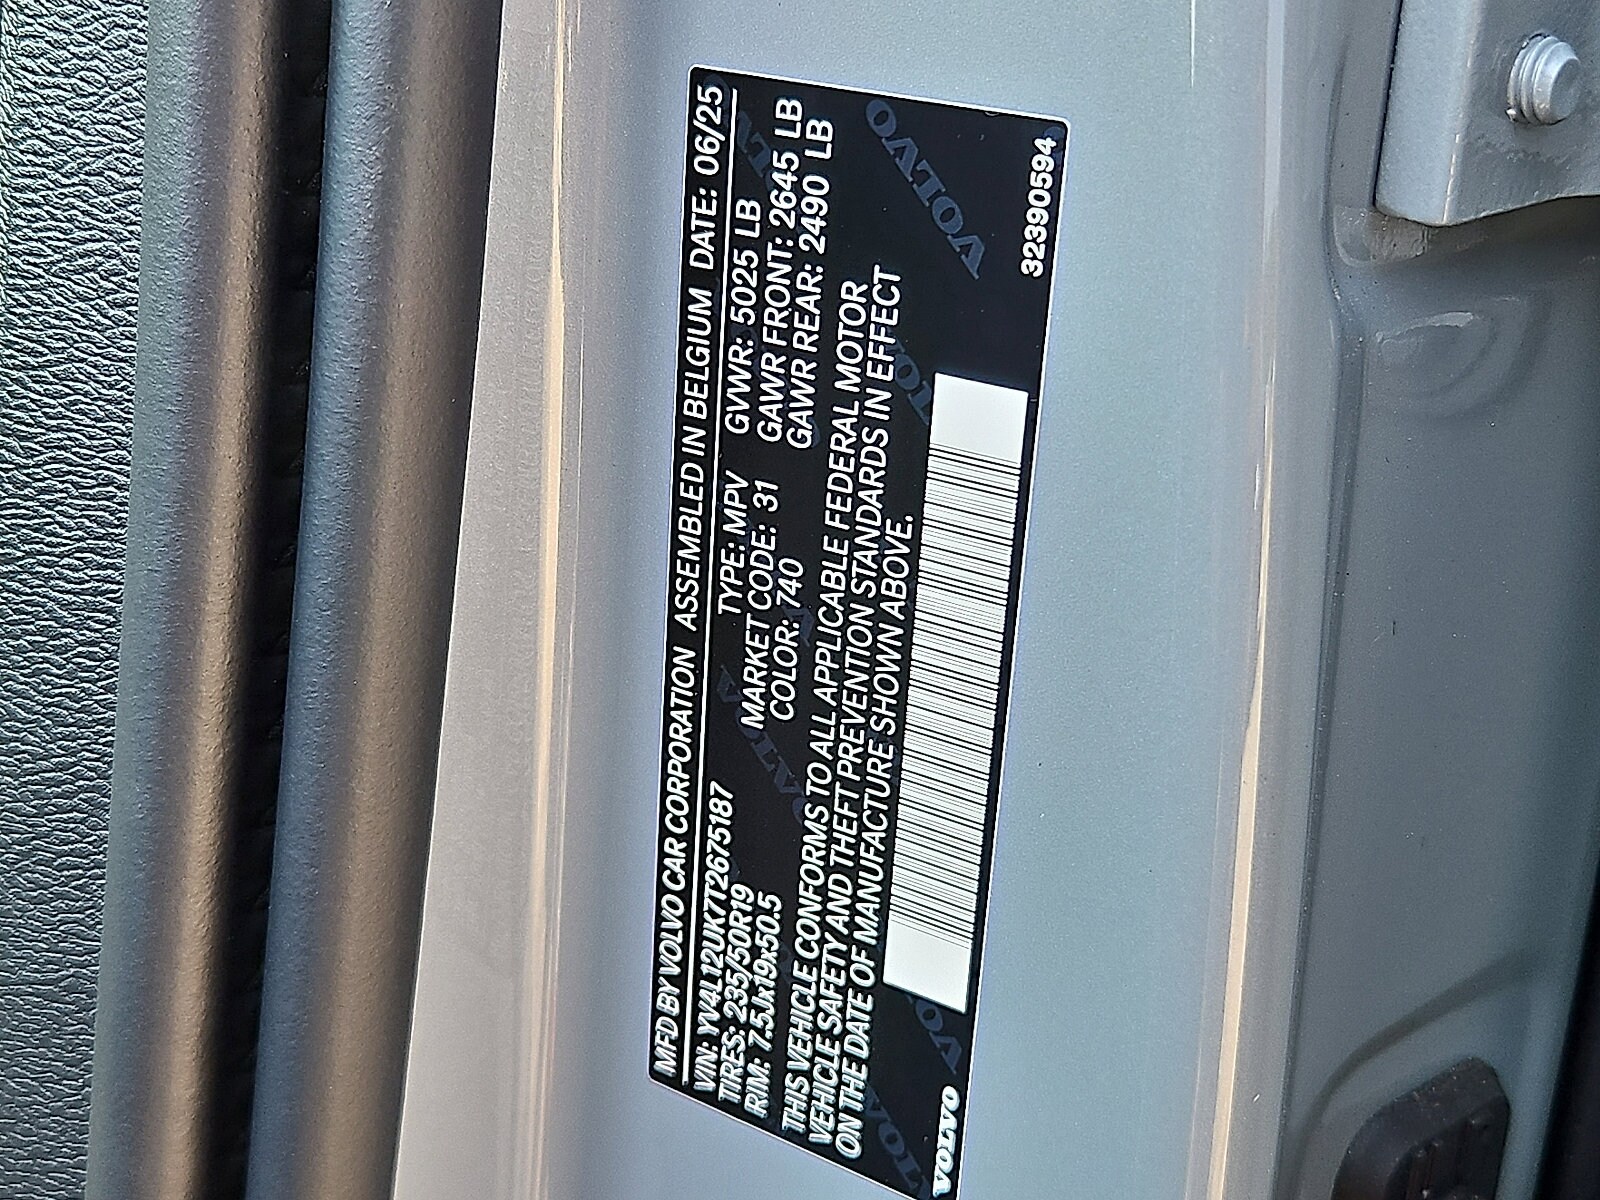 MFD BY VOLVO CAR CORPORATION ASSEMBLED IN BELGIUM DATE: 06/25
VIN: YV4L12UK7T2675187 TYPE: MPV GVWR: 5025 LB
TIRES: 235/50R19 MARKET CODE: 31 GAWR FRONT: 2645 LB
RIM: 7.5Jx19x50.5 COLOR: 740 GAWR REAR: 2490 LB
THIS VEHICLE CONFORMS TO ALL APPLICABLE FEDERAL MOTOR
VEHICLE SAFETY AND THEFT PREVENTION STANDARDS IN EFFECT
ON THE DATE OF MANUFACTURE SHOWN ABOVE.
VOLVO 32390594